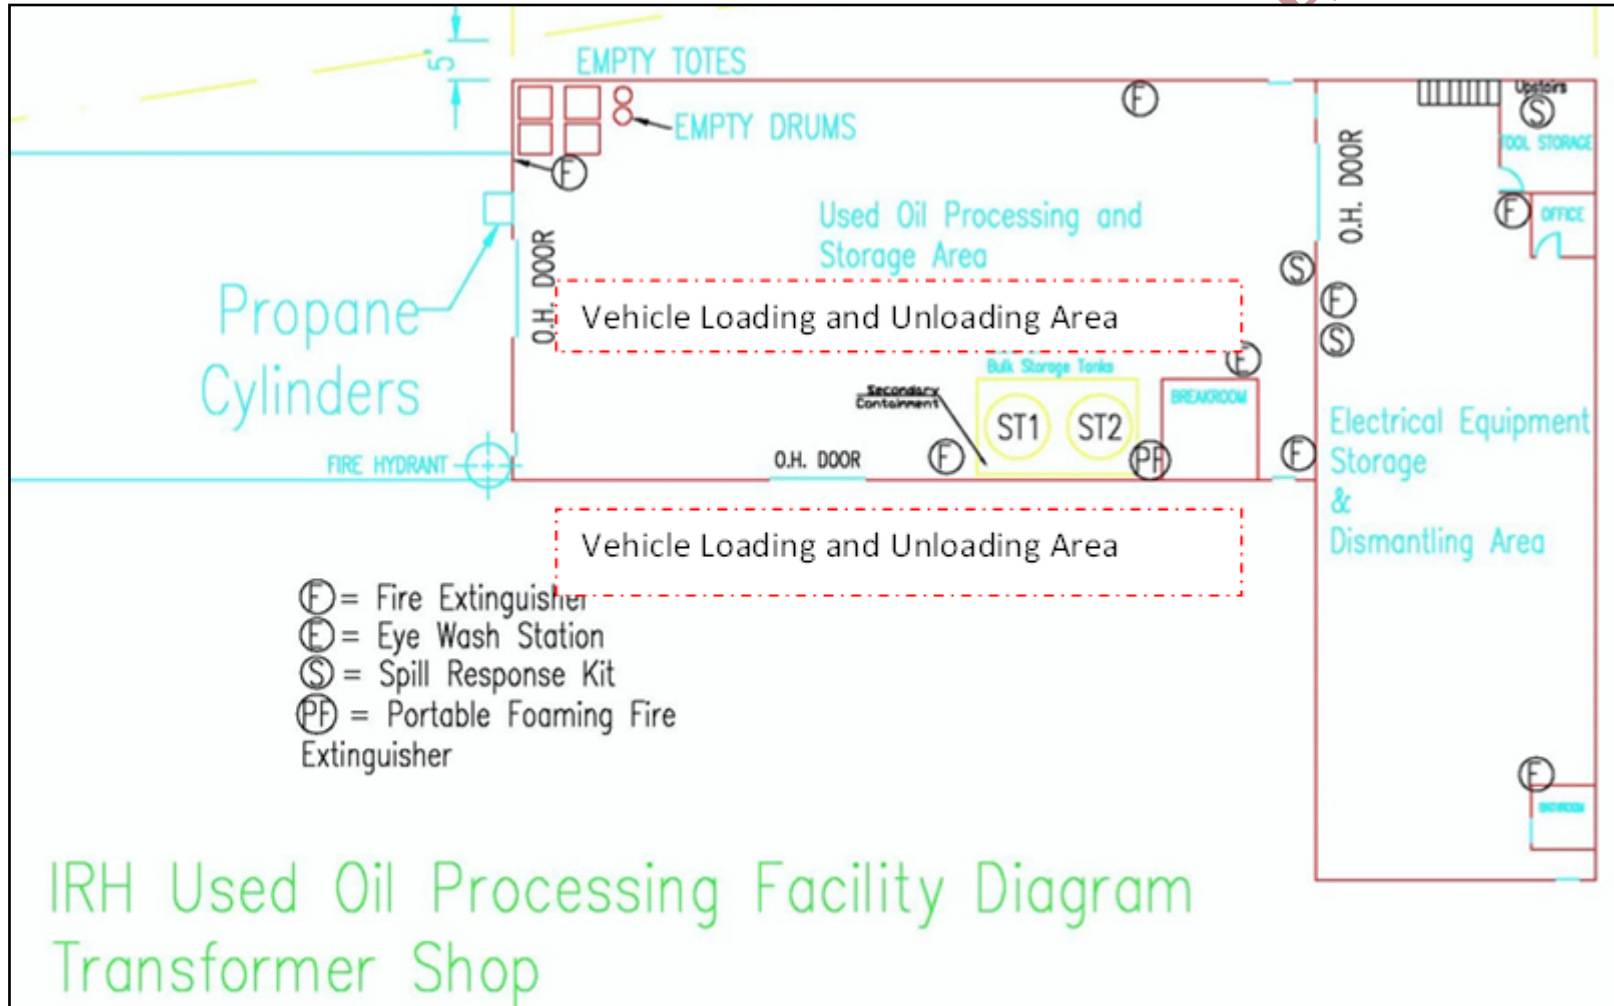 5'
EMPTY TOTES
EMPTY DRUMS
F
F
Upstairs
S
TOOL STORAGE
O.H. DOOR
F
OFFICE
Used Oil Processing and
Storage Area
O.H. DOOR
S
F
S
Propane
Cylinders
Vehicle Loading and Unloading Area
E
Bulk Storage Tanks
Secondary
Containment
BREAKROOM
ST1
ST2
Electrical Equipment
Storage
&
Dismantling Area
FIRE HYDRANT
O.H. DOOR
F
PF
F
Vehicle Loading and Unloading Area
F = Fire Extinguisher
E = Eye Wash Station
S = Spill Response Kit
PF = Portable Foaming Fire
Extinguisher
F
BATHROOM
IRH Used Oil Processing Facility Diagram
Transformer Shop